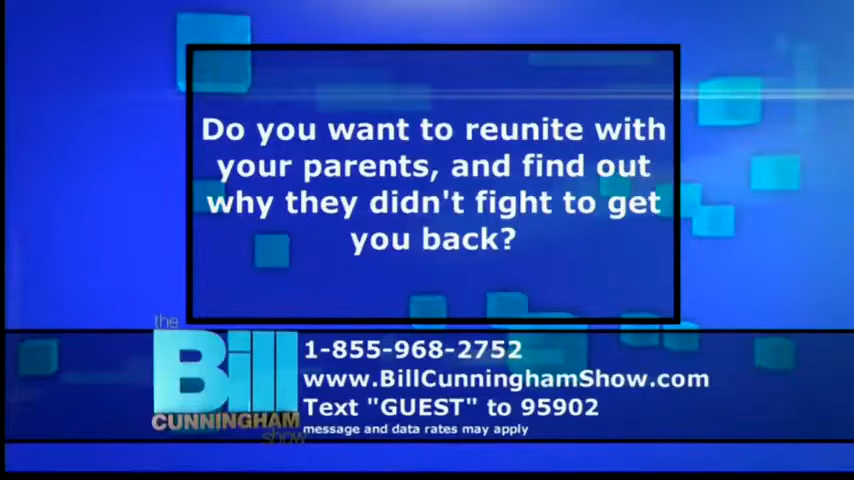 Do you want to reunite with
your parents, and find out
why they didn't fight to get
you back?
the
Bill
CUNNINGHAM
show
1-855-968-2752
www.BillCunninghamShow.com
Text "GUEST" to 95902
message and data rates may apply